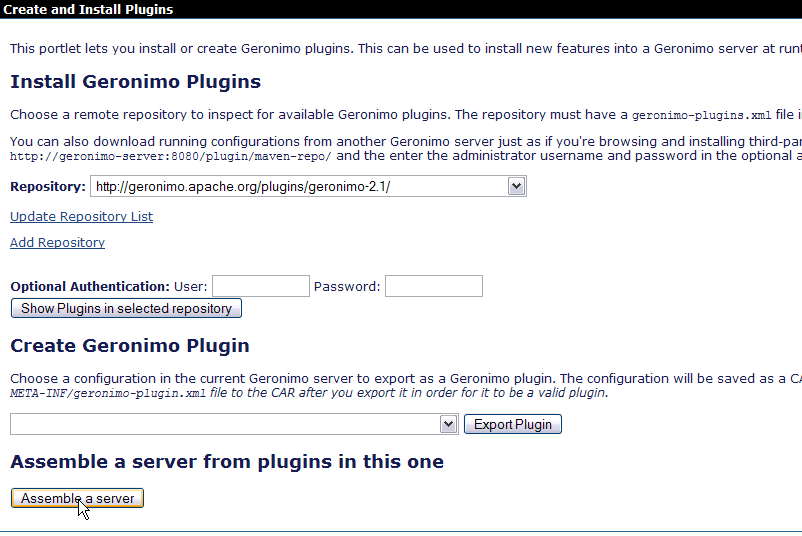 Create and Install Plugins
This portlet lets you install or create Geronimo plugins. This can be used to install new features into a Geronimo server at
Install Geronimo Plugins
Choose a remote repository to inspect for available Geronimo plugins. The repository must have a geronimo-plugins.xml file
You can also download running configurations from another Geronimo server just as if you're browsing and installing
http://geronimo-server:8080/plugin/maven-repo/ and the enter the administrator username and password in the optional
Repository: http://geronimo.apache.org/plugins/geronimo-2.1/
Update Repository List
Add Repository
Optional Authentication: User: Password:
Show Plugins in selected repository
Create Geronimo Plugin
Choose a configuration in the current Geronimo server to export as a Geronimo plugin. The configuration will be saved as a
META-INF/geronimo-plugin.xml file to the CAR after you export it in order for it to be a valid plugin.
Export Plugin
Assemble a server from plugins in this one
Assemble a server